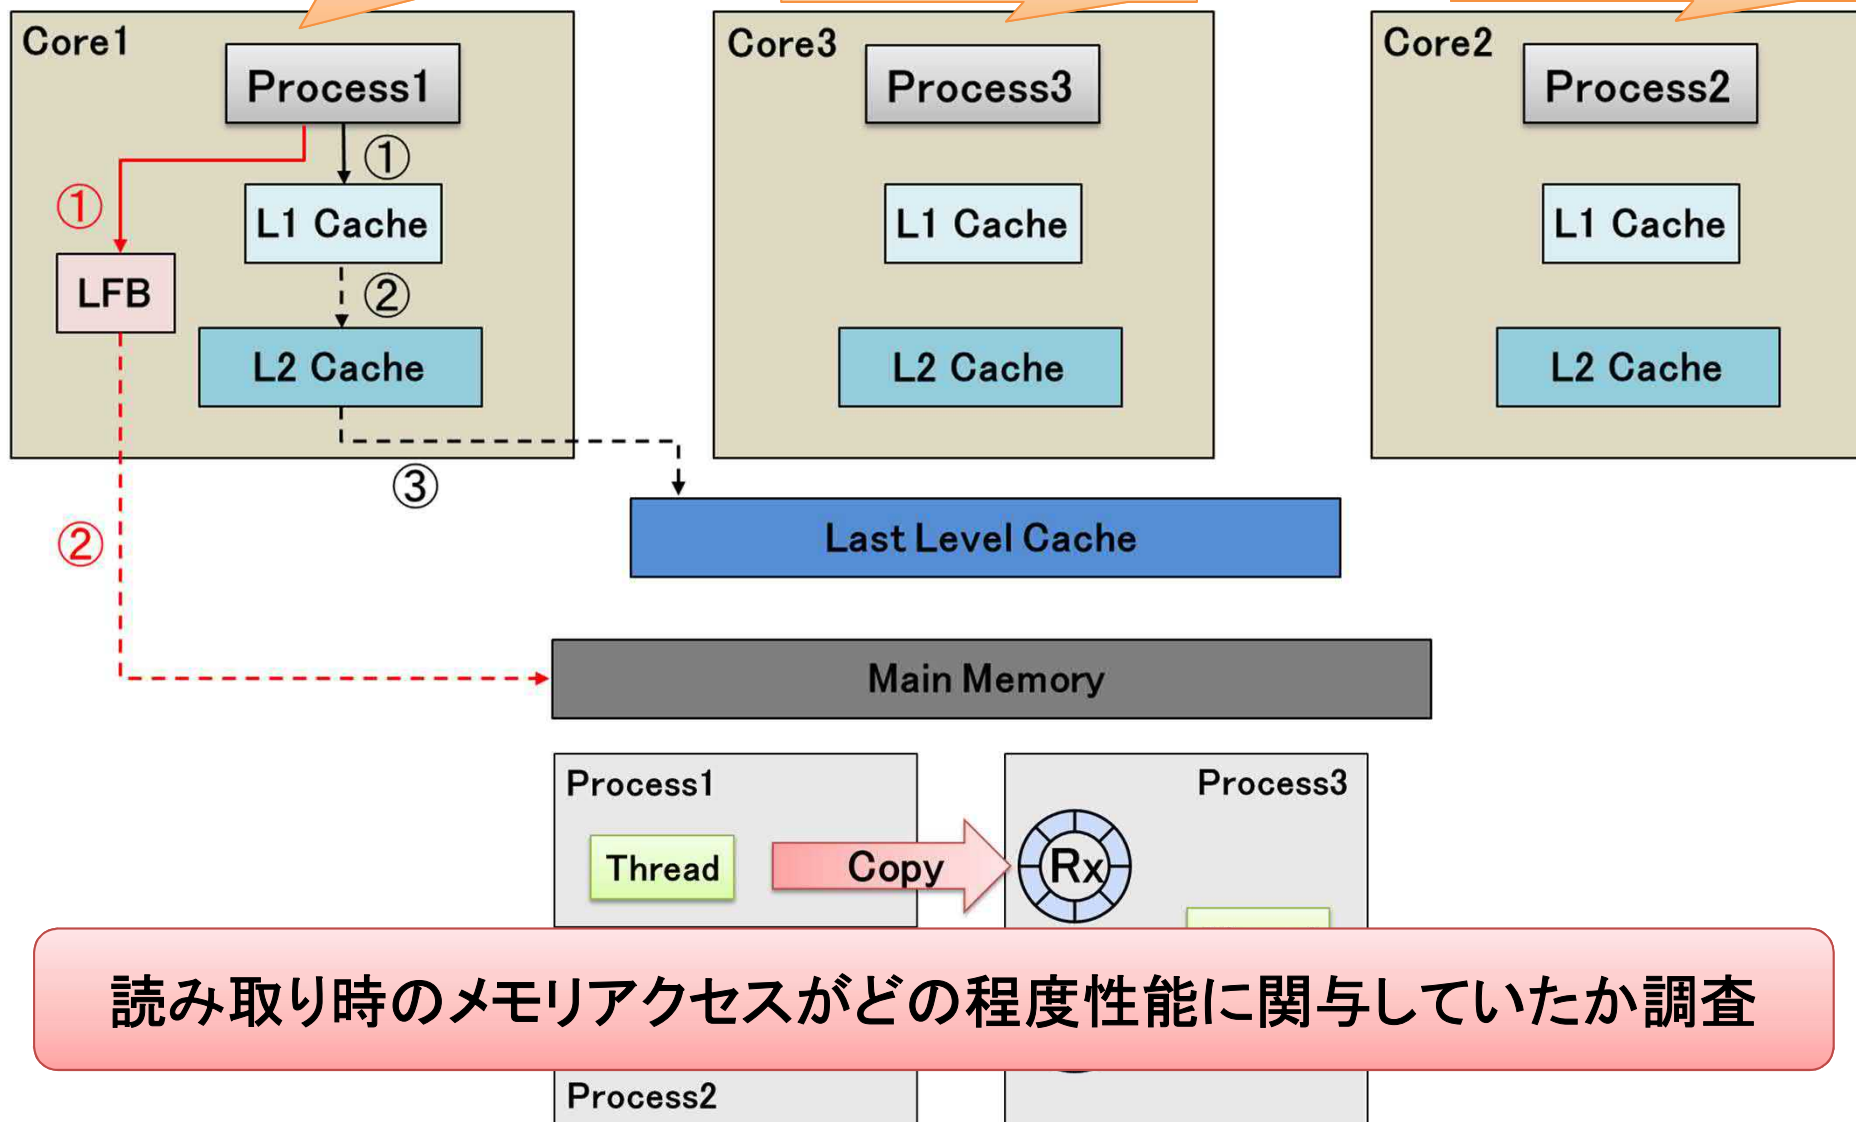 Core1
Process1
①
①
L1 Cache
LFB
②
L2 Cache
③
②
Core3
Process3
L1 Cache
L2 Cache
Core2
Process2
L1 Cache
L2 Cache
Last Level Cache
Main Memory
Process1
Thread
Copy
Process3
Rx
読み取り時のメモリアクセスがどの程度性能に関与していたか調査
Process2